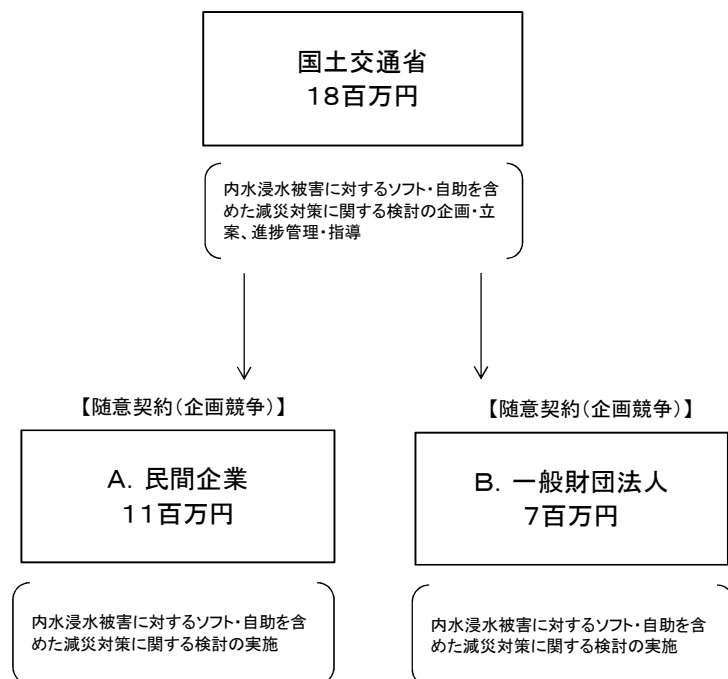 国土交通省
18百万円
内水浸水被害に対するソフト・自助を含
めた減災対策に関する検討の企画・立
案、進捗管理・指導
【随意契約(企画競争)】
A. 民間企業
11百万円
内水浸水被害に対するソフト・自助を含
めた減災対策に関する検討の実施
【随意契約(企画競争)】
B. 一般財団法人
7百万円
内水浸水被害に対するソフト・自助を含
めた減災対策に関する検討の実施